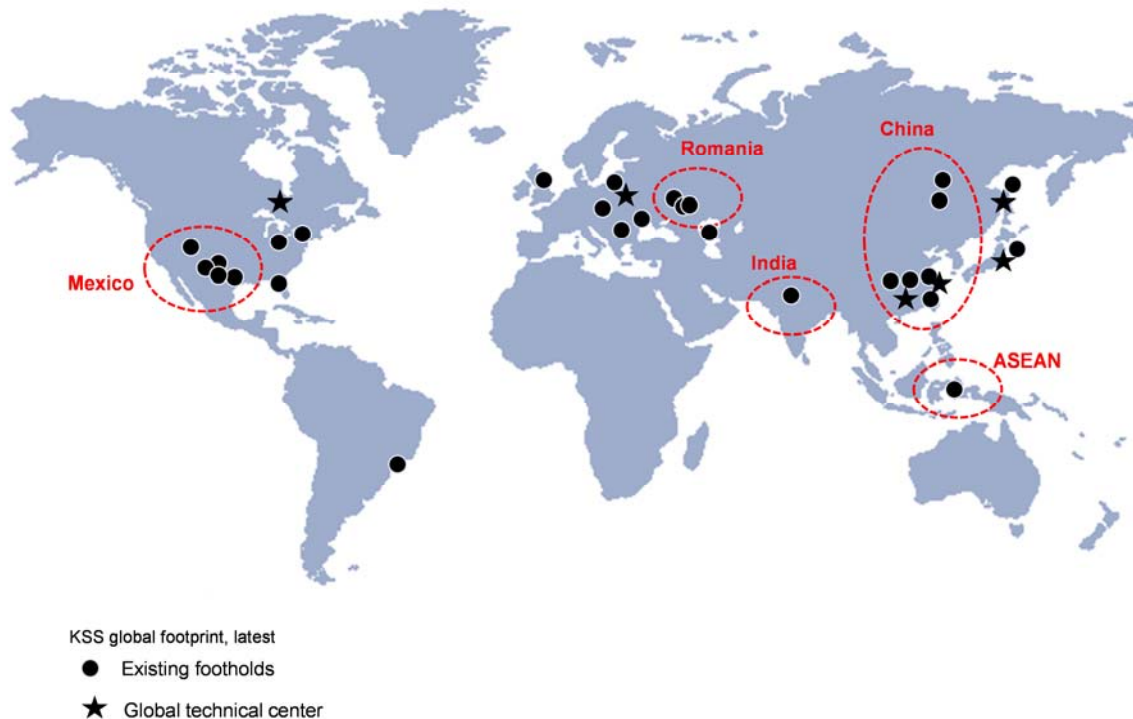 China
Romania
India
Mexico
ASEAN
KSS global footprint, latest
Existing footholds
Global technical center